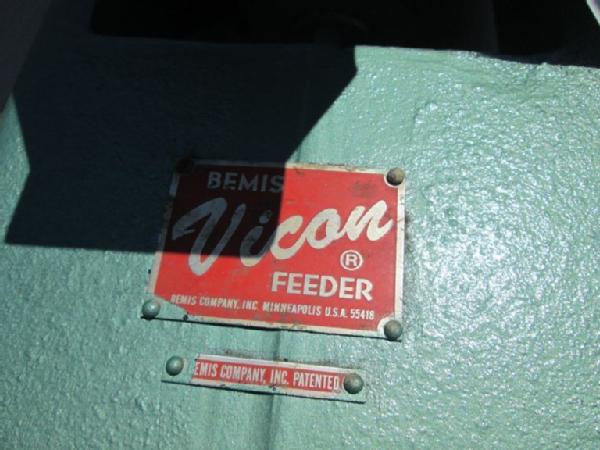 BEMIS
Vicon
®
FEEDER
BEMIS COMPANY, INC. MINNEAPOLIS U.S.A. 55418
EMIS COMPANY, INC. PATENTED